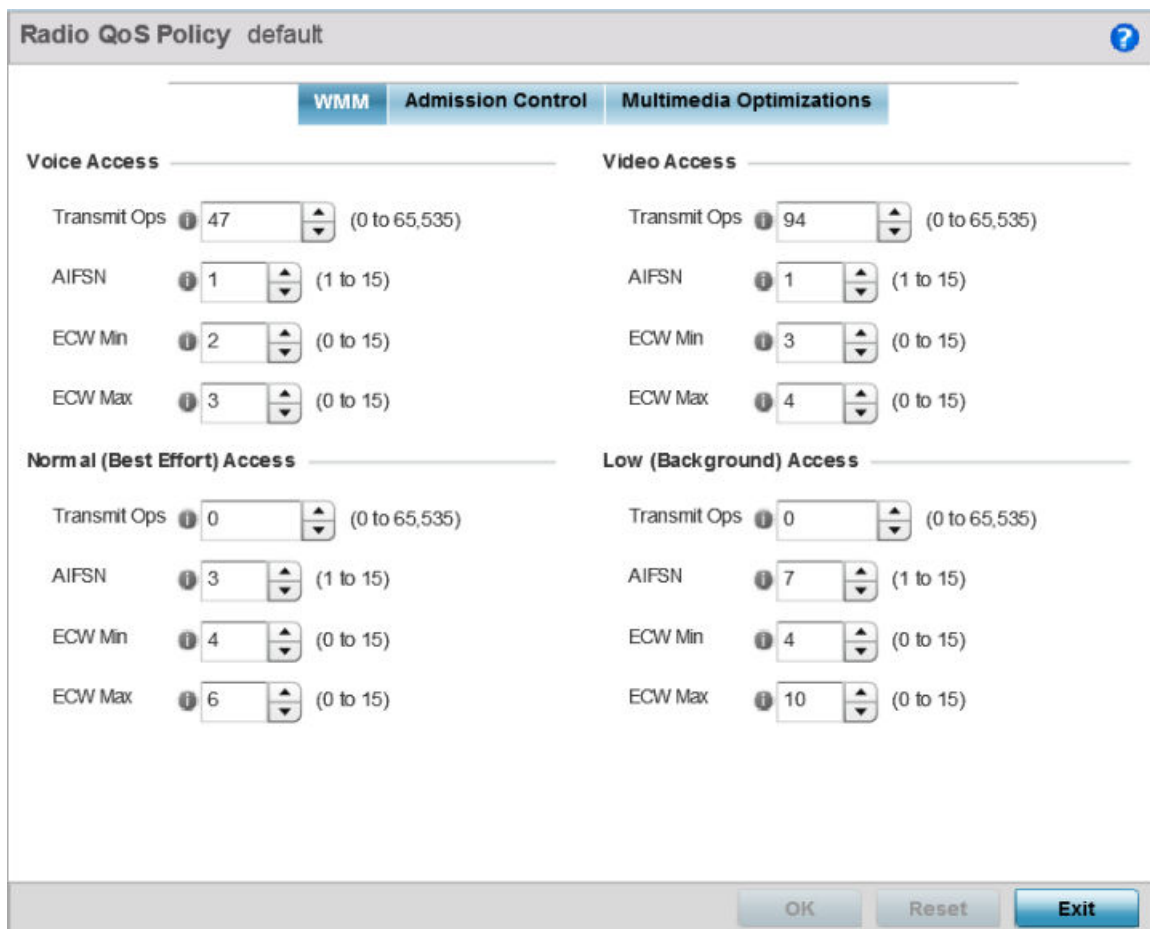 Radio QoS Policy default
?
WMM Admission Control Multimedia Optimizations
Voice Access
Transmit Ops 47 (0 to 65,535)
AIFSN 1 (1 to 15)
ECW Min 2 (0 to 15)
ECW Max 3 (0 to 15)
Video Access
Transmit Ops 94 (0 to 65,535)
AIFSN 1 (1 to 15)
ECW Min 3 (0 to 15)
ECW Max 4 (0 to 15)
Normal (Best Effort) Access
Transmit Ops 0 (0 to 65,535)
AIFSN 3 (1 to 15)
ECW Min 4 (0 to 15)
ECW Max 6 (0 to 15)
Low (Background) Access
Transmit Ops 0 (0 to 65,535)
AIFSN 7 (1 to 15)
ECW Min 4 (0 to 15)
ECW Max 10 (0 to 15)
OK Reset Exit